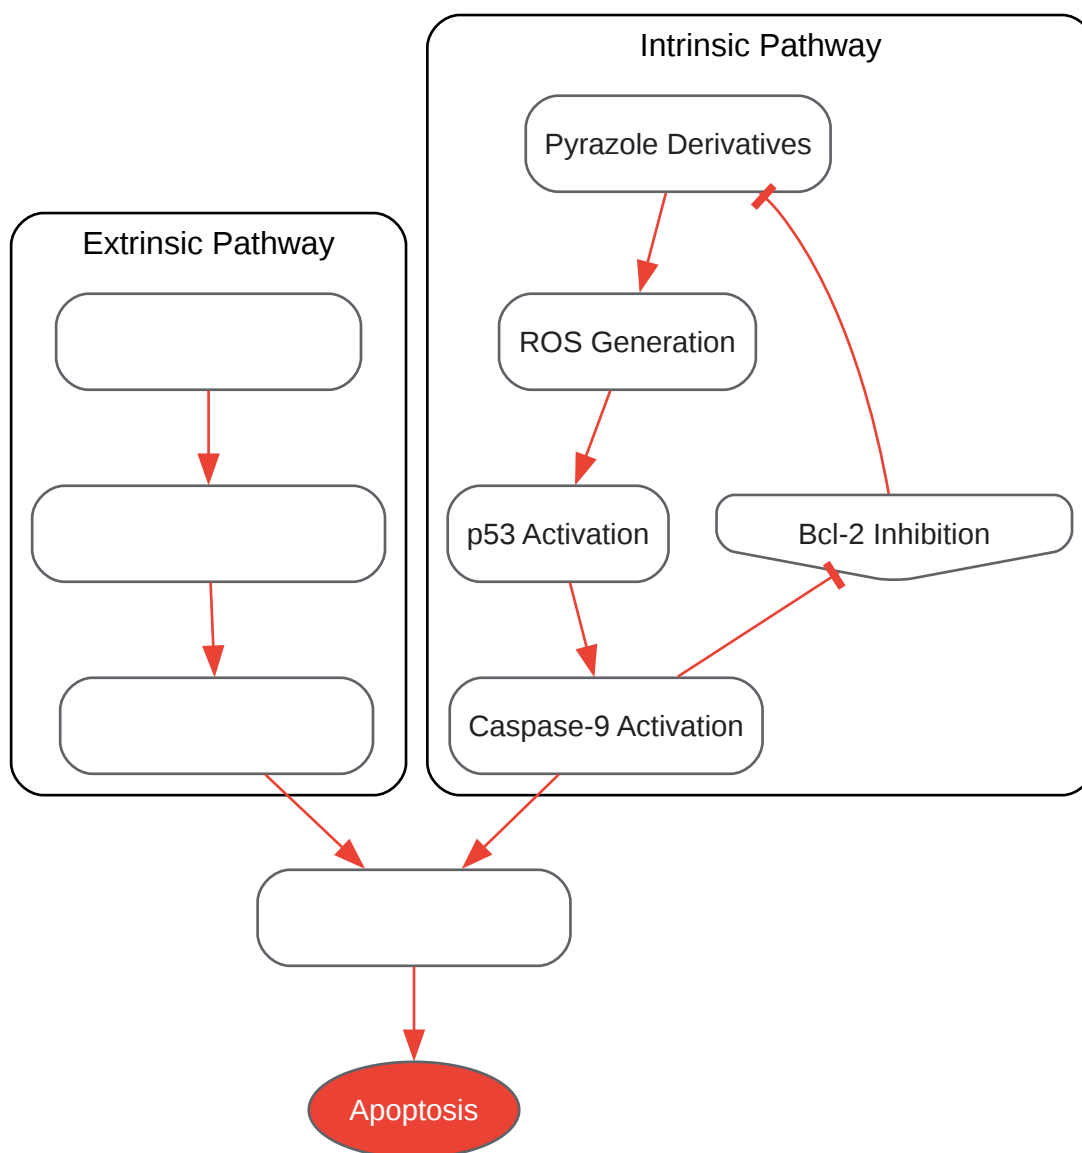 Intrinsic Pathway
Pyrazole Derivatives
Extrinsic Pathway
ROS Generation
p53 Activation
Bcl-2 Inhibition
Caspase-9 Activation
Apoptosis